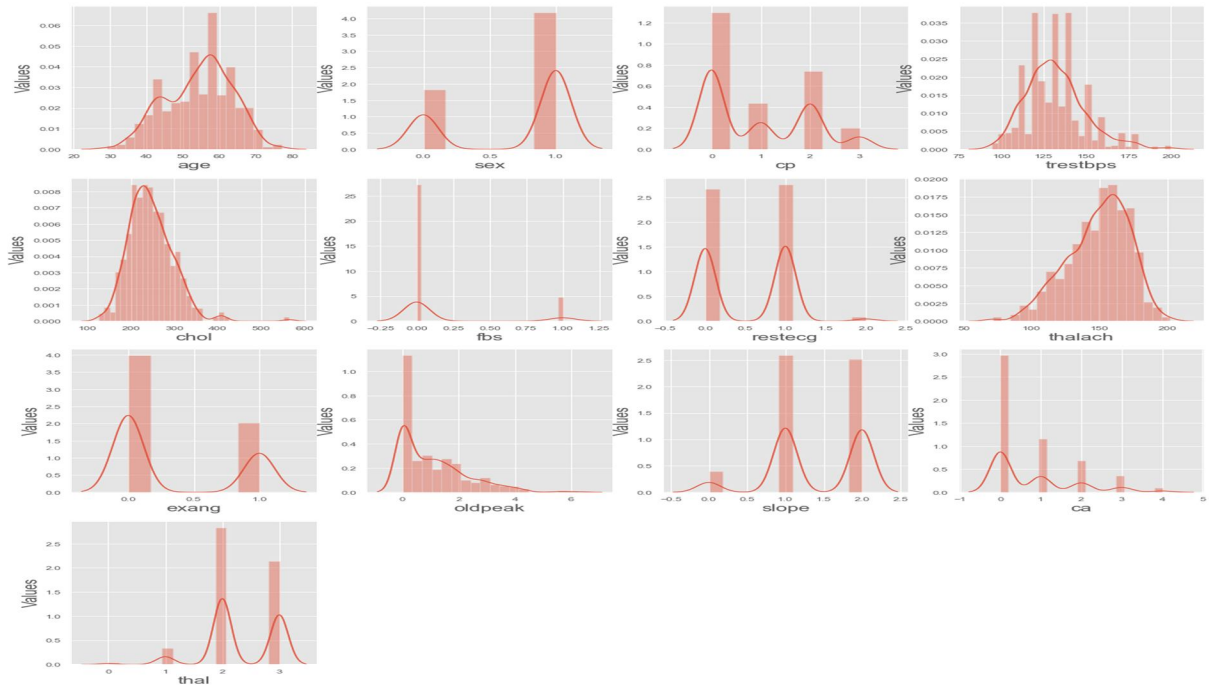 0.06
0.05
0.04
0.03
0.02
0.01
0.00
20 30 40 50 60 70 80
Values
age
4.0
3.5
3.0
2.5
2.0
1.5
1.0
0.5
0.0
0.0 0.5 1.0
Values
sex
1.2
1.0
0.8
0.6
0.4
0.2
0.0
0 1 2 3
Values
cp
0.035
0.030
0.025
0.020
0.015
0.010
0.005
0.000
75 100 125 150 175 200
Values
trestbps
0.008
0.007
0.006
0.005
0.004
0.003
0.002
0.001
0.000
100 200 300 400 500 600
Values
chol
25
20
15
10
5
0
-0.25 0.00 0.25 0.50 0.75 1.00 1.25
Values
fbs
2.5
2.0
1.5
1.0
0.5
0.0
-0.5 0.0 0.5 1.0 1.5 2.0 2.5
Values
restecg
0.0200
0.0175
0.0150
0.0125
0.0100
0.0075
0.0050
0.0025
0.0000
50 100 150 200
Values
thalach
4.0
3.5
3.0
2.5
2.0
1.5
1.0
0.5
0.0
0.0 0.5 1.0
Values
exang
1.0
0.8
0.6
0.4
0.2
0.0
0 2 4 6
Values
oldpeak
2.5
2.0
1.5
1.0
0.5
0.0
-0.5 0.0 0.5 1.0 1.5 2.0 2.5
Values
slope
3.0
2.5
2.0
1.5
1.0
0.5
0.0
-1 0 1 2 3 4 5
Values
ca
2.5
2.0
1.5
1.0
0.5
0.0
0 1 2 3
Values
thal